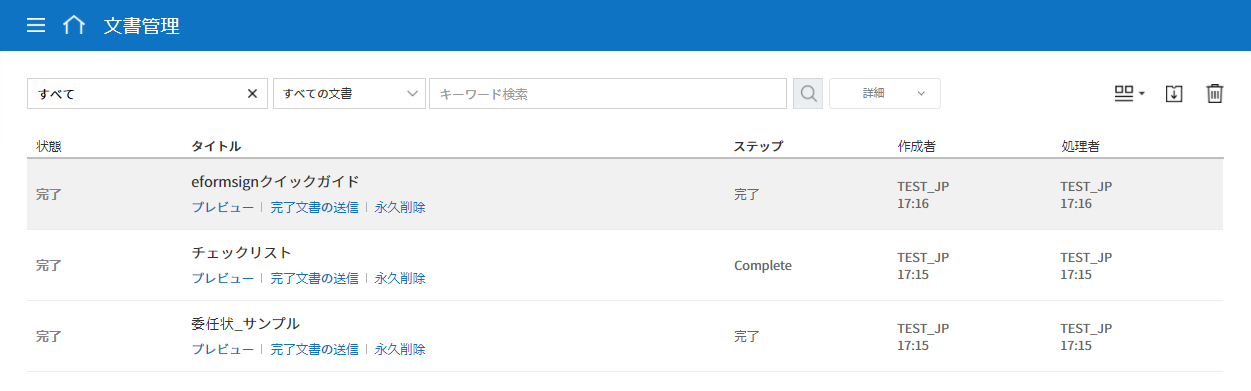 文書管理
すべて すべての文書 キーワード検索 詳細
状態 タイトル ステップ 作成者 処理者
完了 eformsignクイックガイド 完了 TEST_JP TEST_JP
プレビュー | 完了文書の送信 | 永久削除 17:16 17:16
完了 チェックリスト Complete TEST_JP TEST_JP
プレビュー | 完了文書の送信 | 永久削除 17:15 17:15
完了 委任状_サンプル 完了 TEST_JP TEST_JP
プレビュー | 完了文書の送信 | 永久削除 17:15 17:15